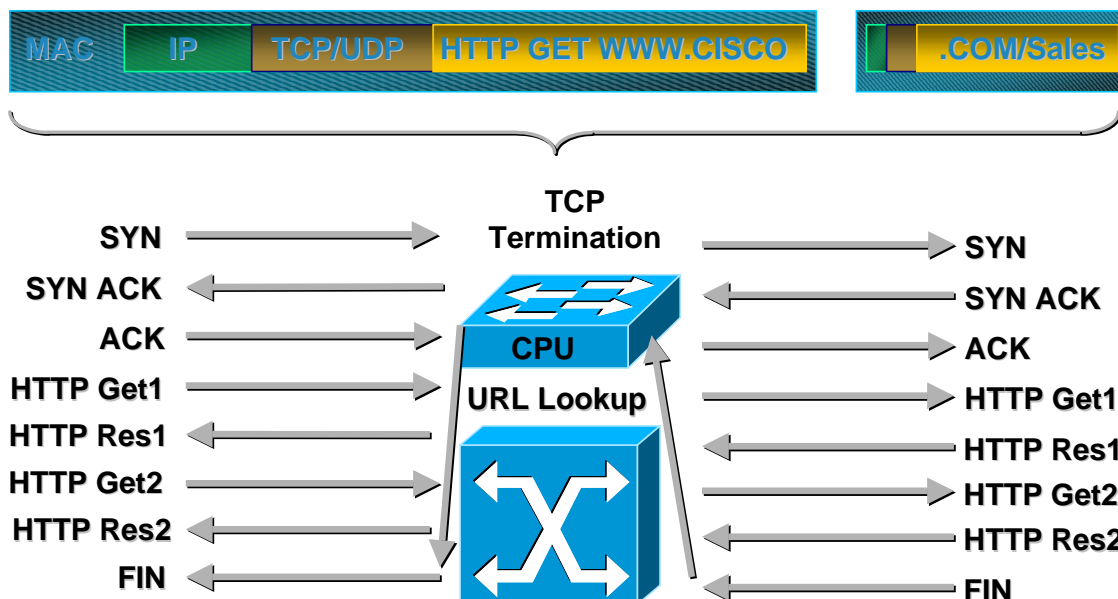 MAC IP TCP/UDP HTTP GET WWW.CISCO .COM/Sales
TCP
Termination
SYN
SYN ACK
ACK
HTTP Get1
HTTP Res1
HTTP Get2
HTTP Res2
FIN
CPU
URL Lookup
SYN
SYN ACK
ACK
HTTP Get1
HTTP Res1
HTTP Get2
HTTP Res2
FIN